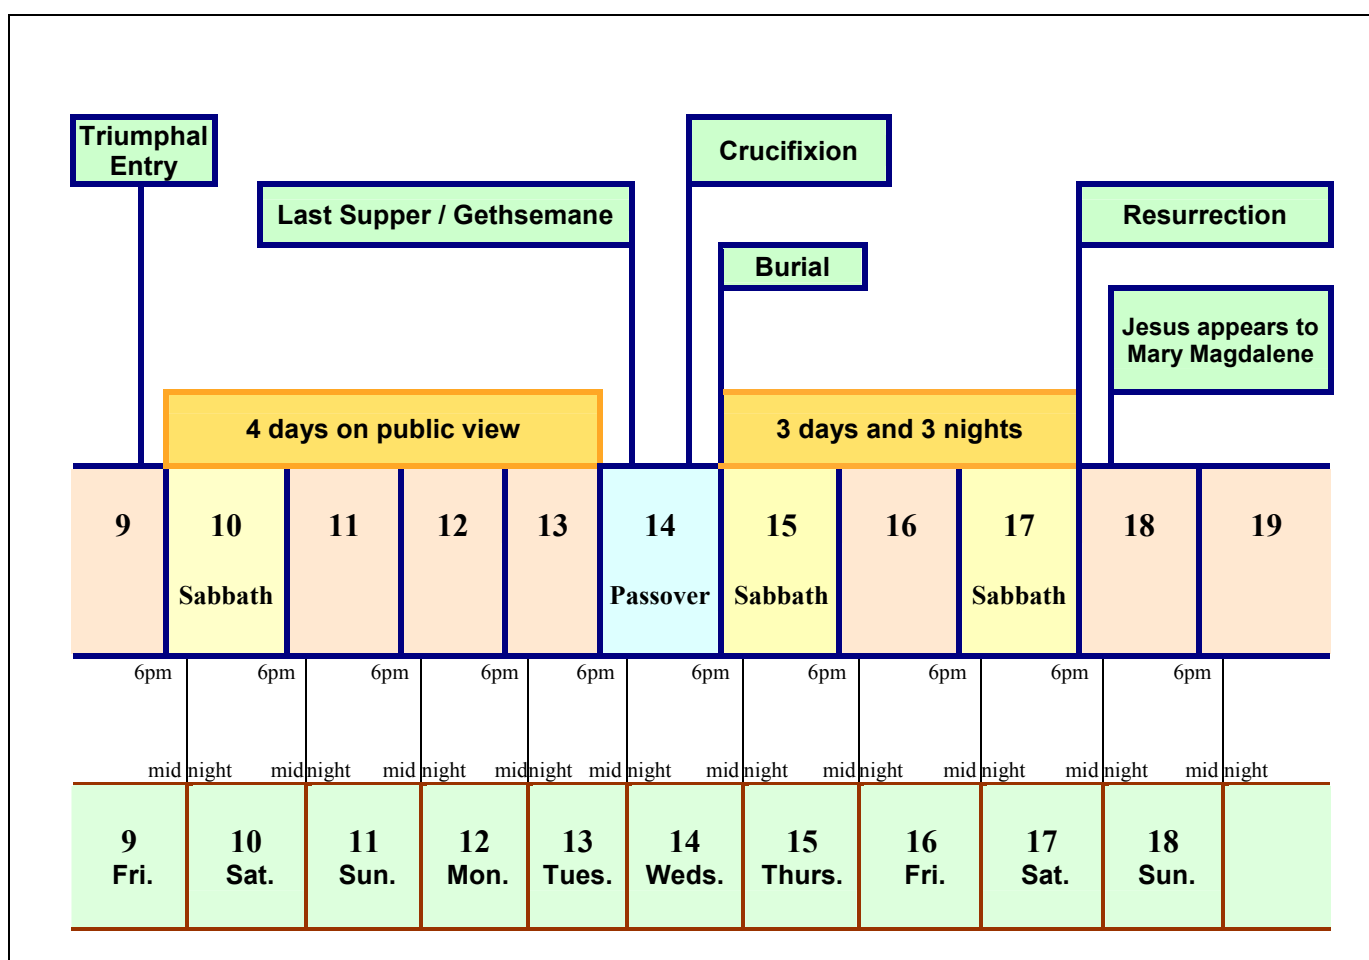 Triumphal
Entry
Crucifixion
Last Supper / Gethsemane
Resurrection
Burial
Jesus appears to
Mary Magdalene
4 days on public view
3 days and 3 nights
9 10 11 12 13 14 15 16 17 18 19
Sabbath Passover Sabbath Sabbath
6pm 6pm 6pm 6pm 6pm 6pm 6pm 6pm 6pm 6pm
mid night mid night mid night mid night mid night mid night mid night mid night mid night mid night
9 10 11 12 13 14 15 16 17 18
Fri. Sat. Sun. Mon. Tues. Weds. Thurs. Fri. Sat. Sun.